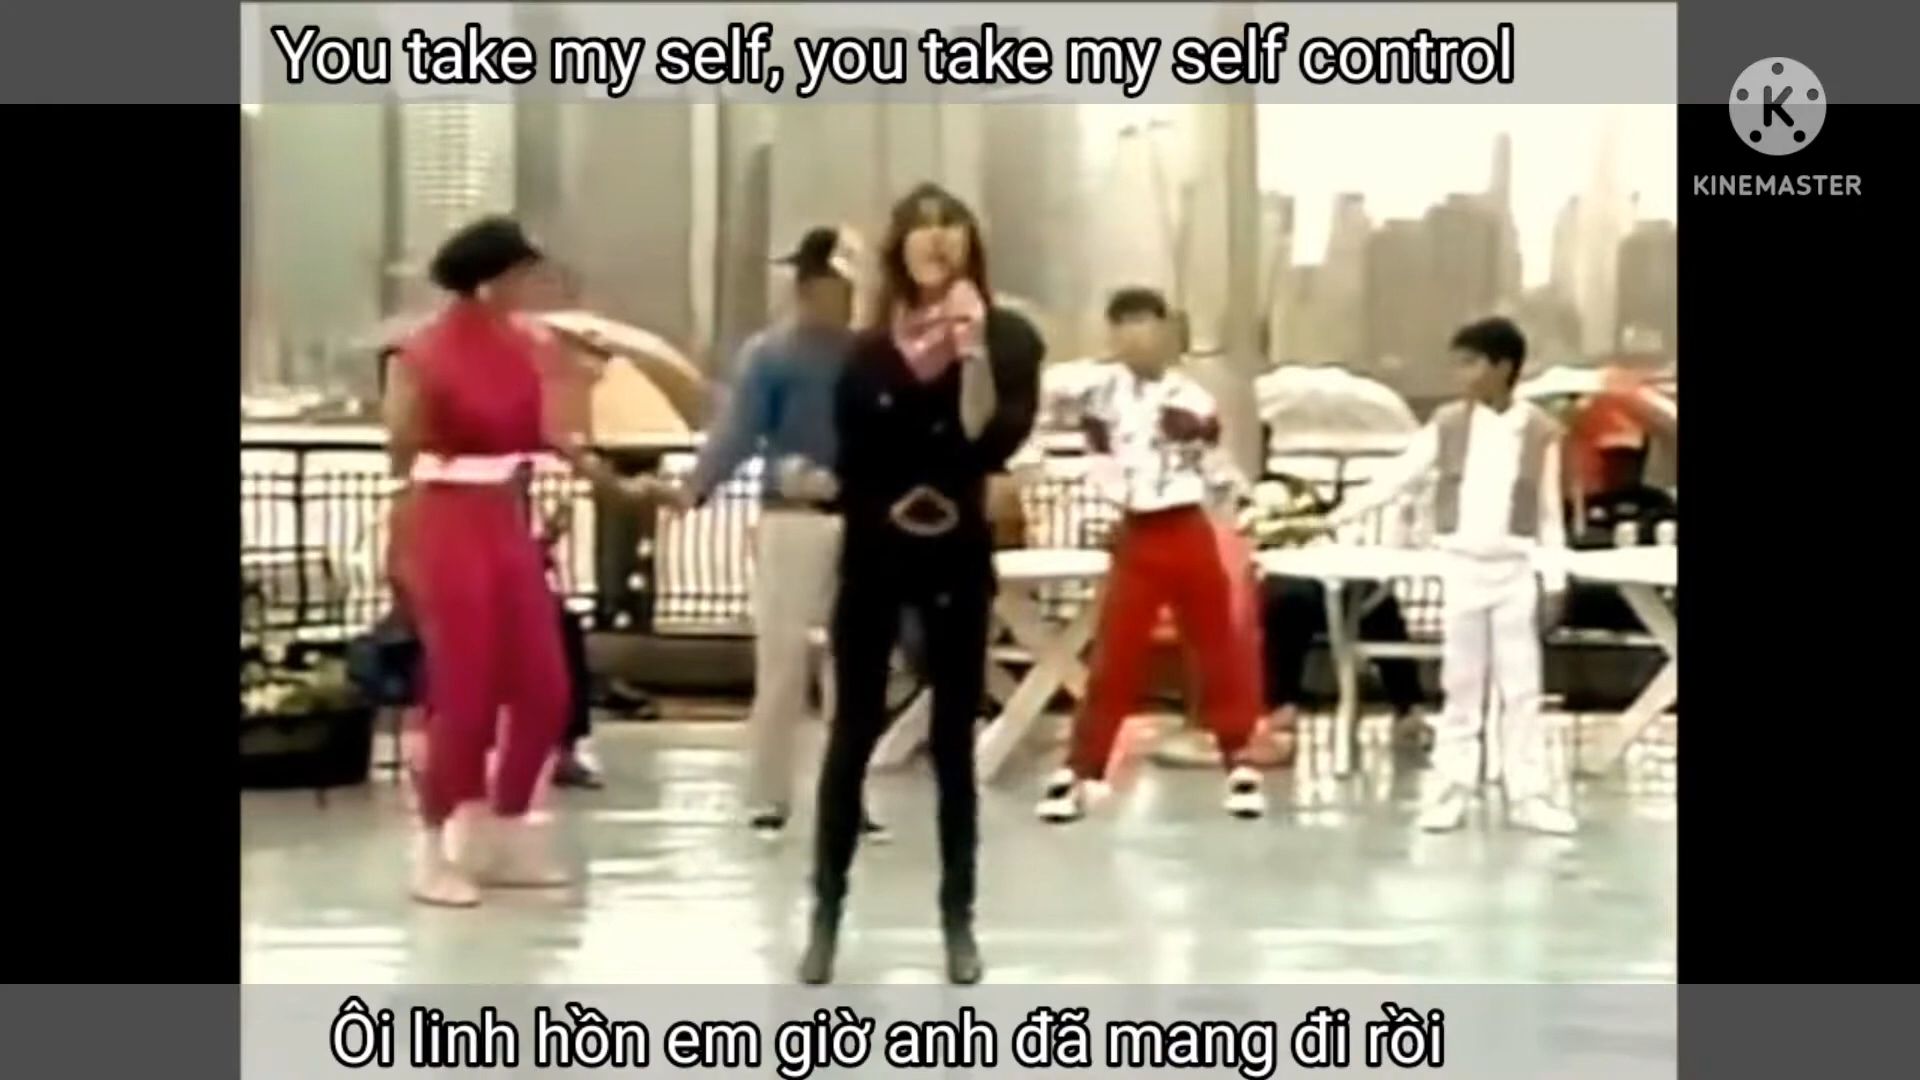 You take my self, you take my self control
K
KINEMASTER
Ôi linh hồn em giờ anh đã mang đi rồi